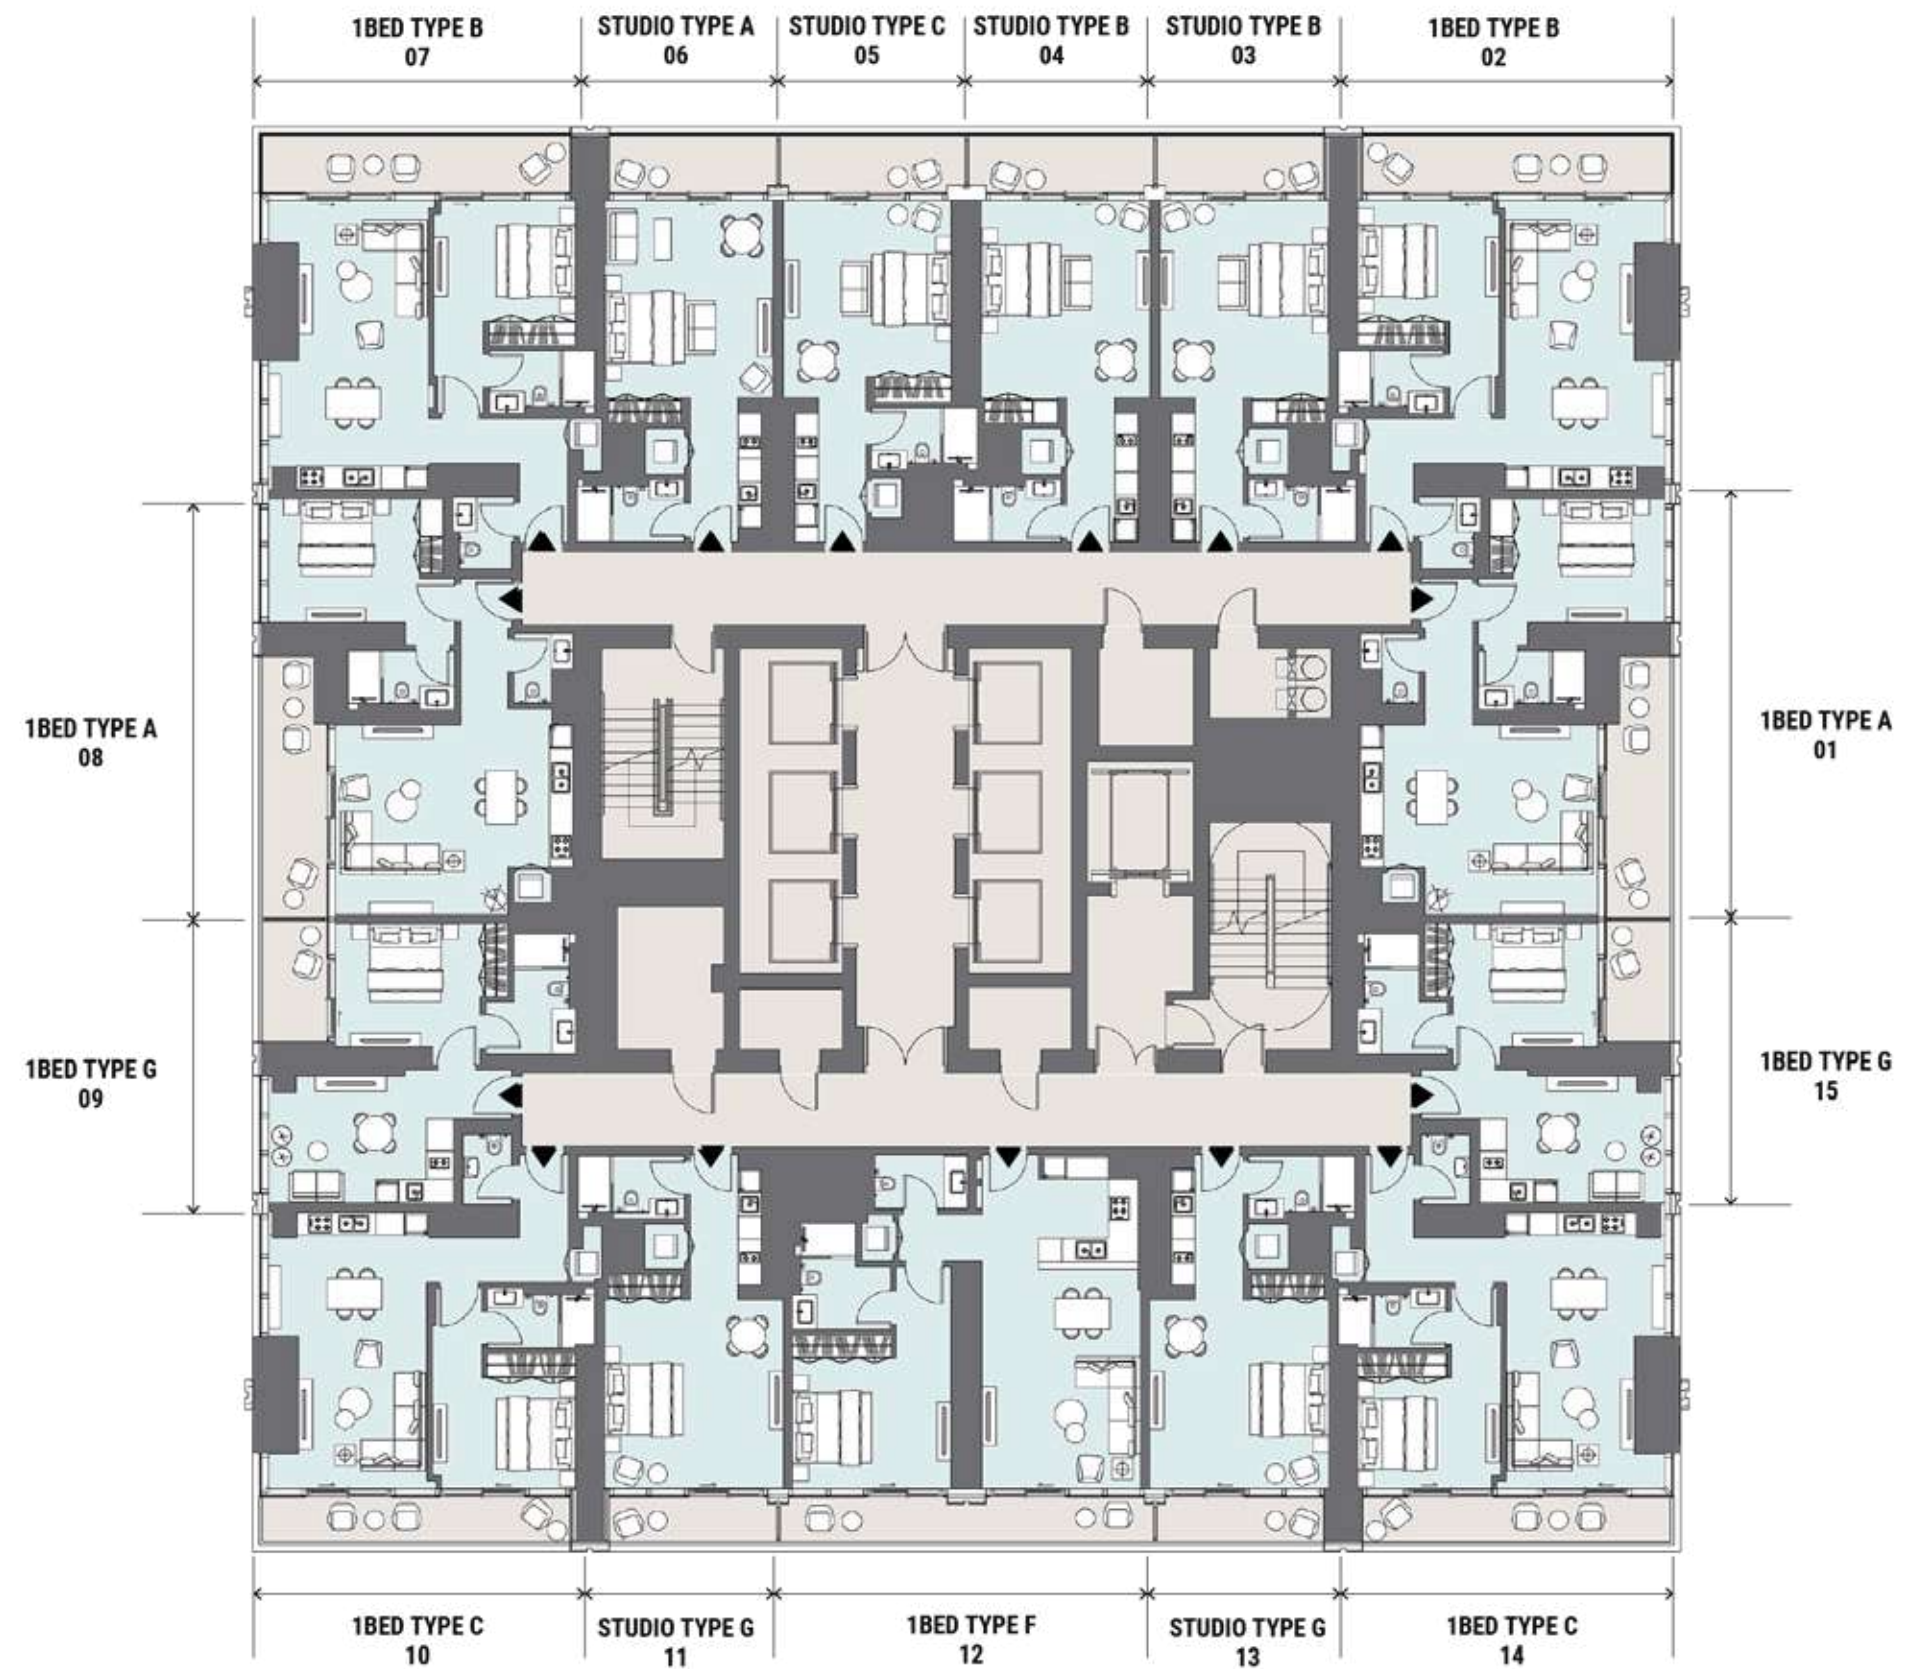 1BED TYPE B
07
STUDIO TYPE A
06
STUDIO TYPE C
05
STUDIO TYPE B
04
STUDIO TYPE B
03
1BED TYPE B
02
1BED TYPE A
08
1BED TYPE A
01
1BED TYPE G
09
1BED TYPE G
15
1BED TYPE C
10
STUDIO TYPE G
11
1BED TYPE F
12
STUDIO TYPE G
13
1BED TYPE C
14